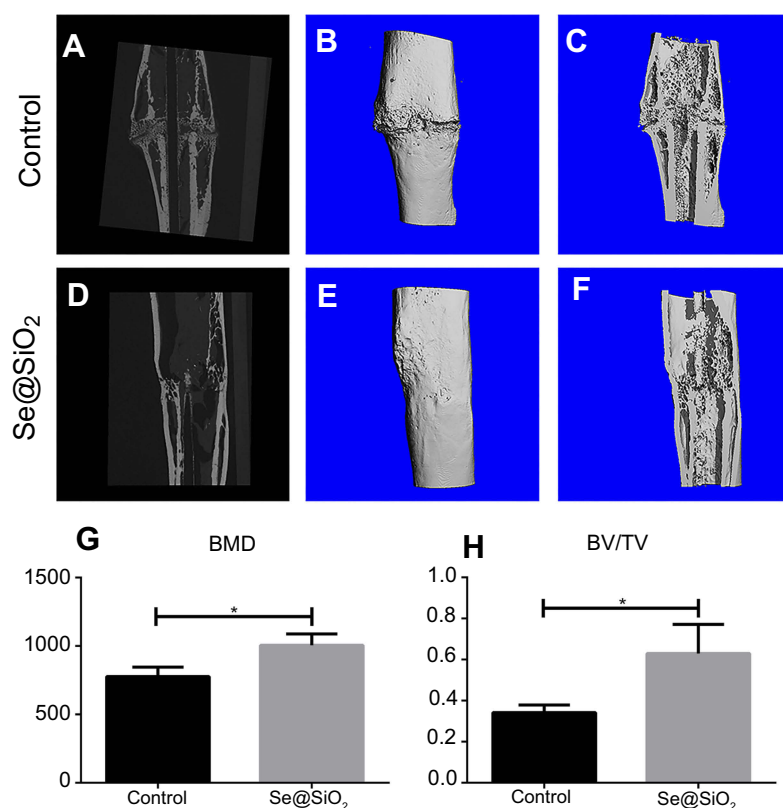 A
B
C
Control
D
E
F
Se@SiO₂
G
BMD
1500
1000
500
0
*
Control
Se@SiO₂
H
BV/TV
1.0
0.8
0.6
0.4
0.2
0.0
*
Control
Se@SiO₂